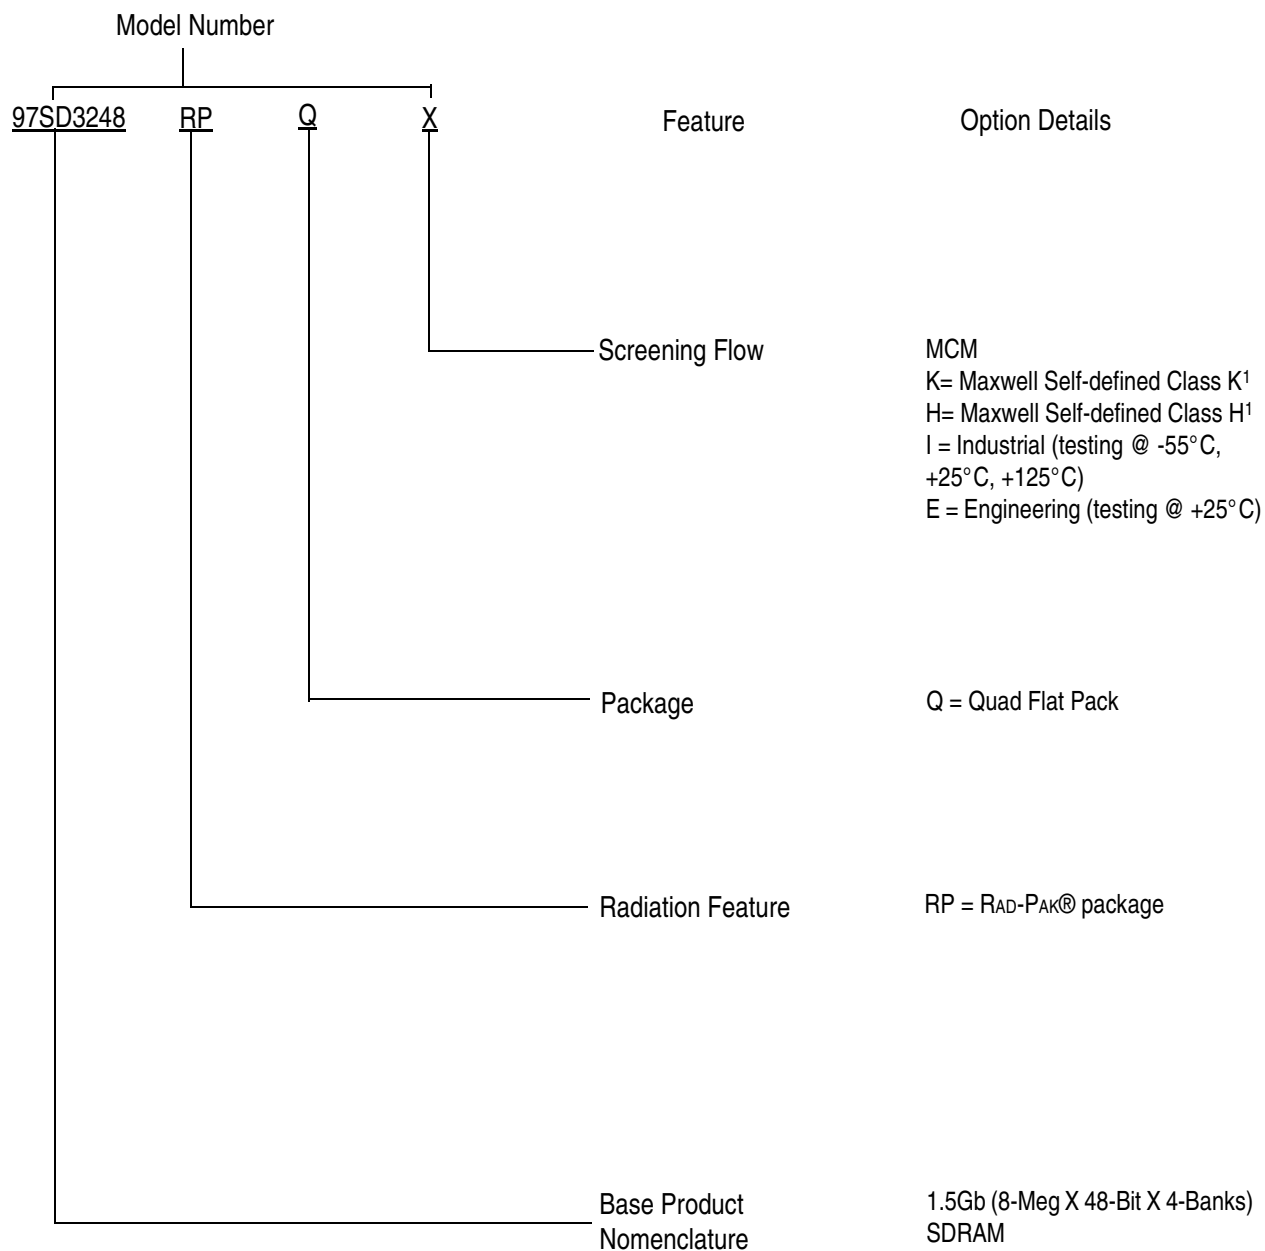 Model Number
97SD3248 RP Q X Feature Option Details
Screening Flow MCM
K= Maxwell Self-defined Class K1
H= Maxwell Self-defined Class H1
I = Industrial (testing @ -55°C,
+25°C, +125°C)
E = Engineering (testing @ +25°C)
Package Q = Quad Flat Pack
Radiation Feature RP = RAD-PAK® package
Base Product 1.5Gb (8-Meg X 48-Bit X 4-Banks)
Nomenclature SDRAM